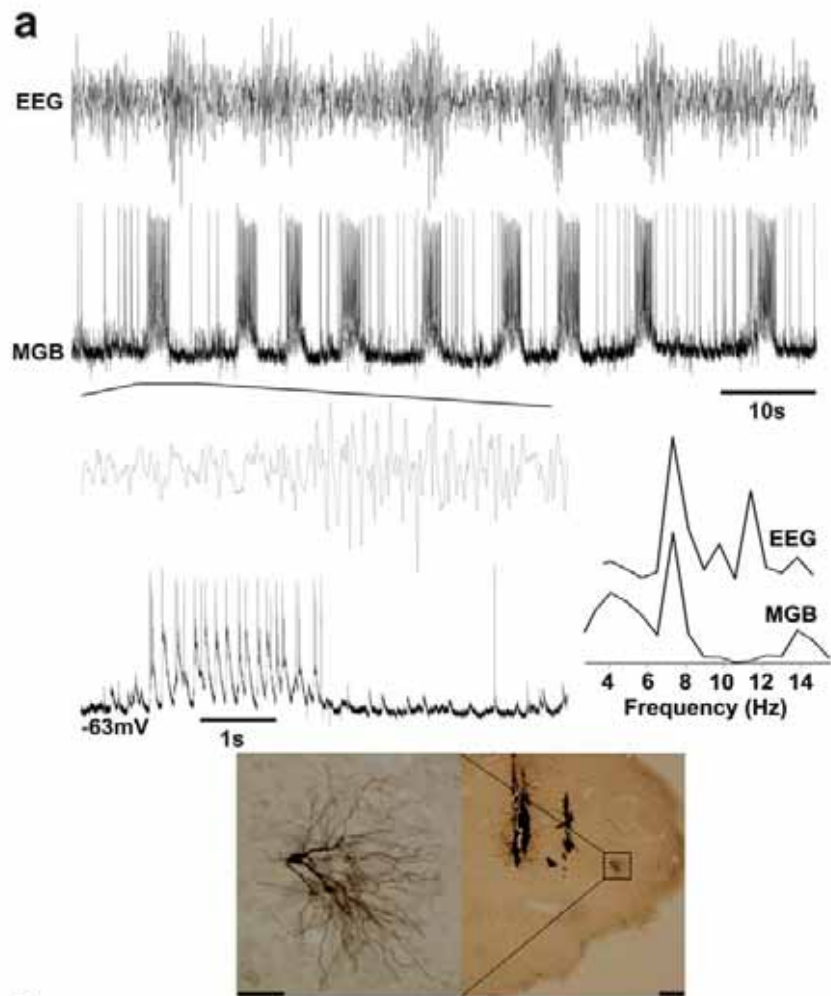 a
EEG
MGB
10s
EEG
MGB
4 6 8 10 12 14
Frequency (Hz)
-63mV
1s